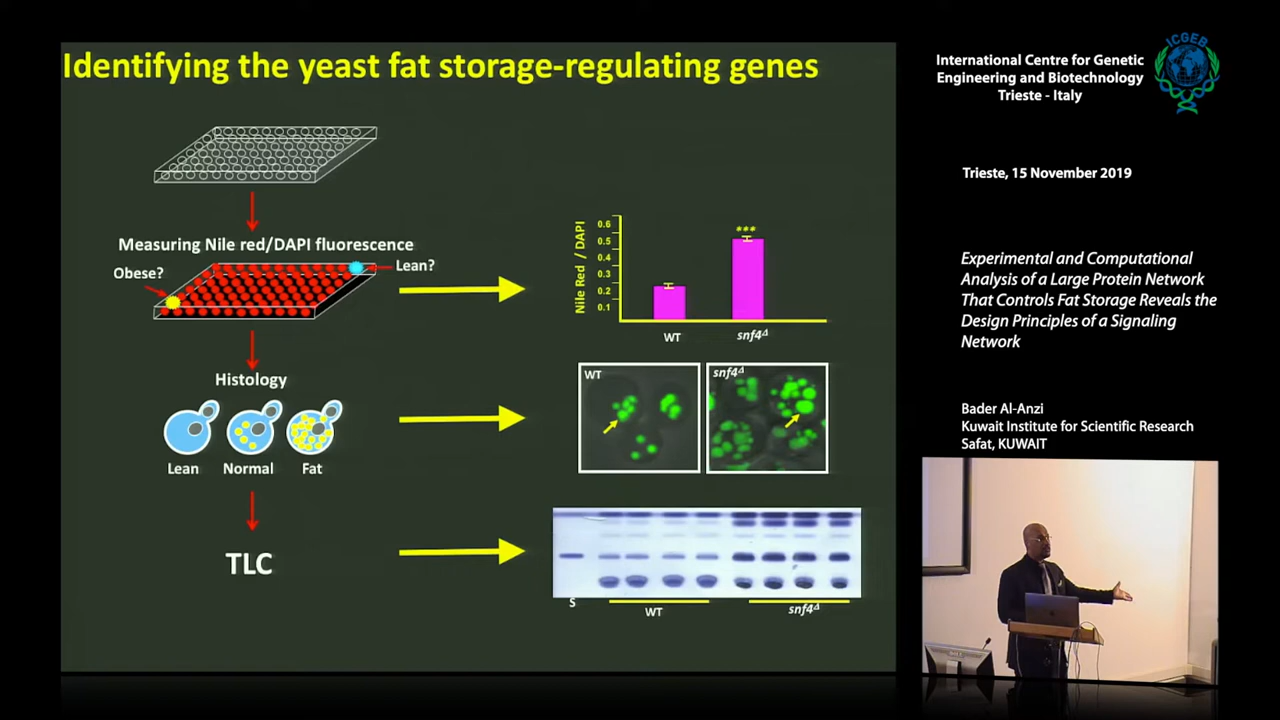 Identifying the yeast fat storage-regulating genes
Measuring Nile red/DAPI fluorescence
Obese?
Lean?
Histology
Lean
Normal
Fat
TLC
Nile Red / DAPI
0.6
0.5
0.4
0.3
0.2
0.1
***
WT
snf4Δ
WT
snf4Δ
S
WT
snf4Δ
ICGEB
International Centre for Genetic
Engineering and Biotechnology
Trieste - Italy
Trieste, 15 November 2019
Experimental and Computational
Analysis of a Large Protein Network
That Controls Fat Storage Reveals the
Design Principles of a Signaling
Network
Bader Al-Anzi
Kuwait Institute for Scientific Research
Safat, KUWAIT